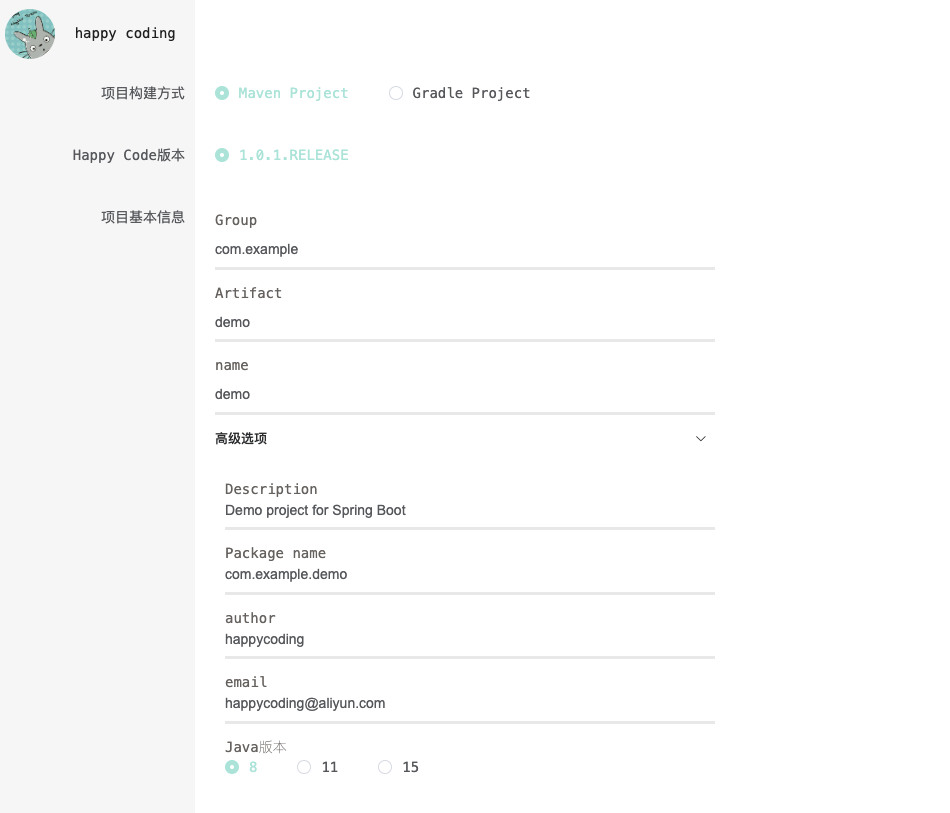 happy coding
项目构建方式
Maven Project Gradle Project
Happy Code版本
1.0.1.RELEASE
项目基本信息
Group
com.example
Artifact
demo
name
demo
高级选项
Description
Demo project for Spring Boot
Package name
com.example.demo
author
happycoding
email
happycoding@aliyun.com
Java版本
8 11 15